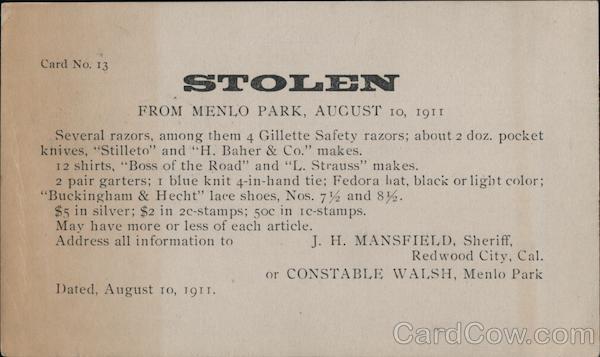 Card No. 13
STOLEN
FROM MENLO PARK, AUGUST 10, 1911
Several razors, among them 4 Gillette Safety razors; about 2 doz. pocket
knives, "Stilleto" and "H. Baher & Co." makes.
12 shirts, "Boss of the Road" and "L. Strauss" makes.
2 pair garters; 1 blue knit 4-in-hand tie; Fedora hat, black or light color;
"Buckingham & Hecht" lace shoes, Nos. 7½ and 8½.
$5 in silver; $2 in 2c-stamps; 50c in 1c-stamps.
May have more or less of each article.
Address all information to J. H. MANSFIELD, Sheriff,
Redwood City, Cal.
or CONSTABLE WALSH, Menlo Park
Dated, August 10, 1911.
CardCow.com